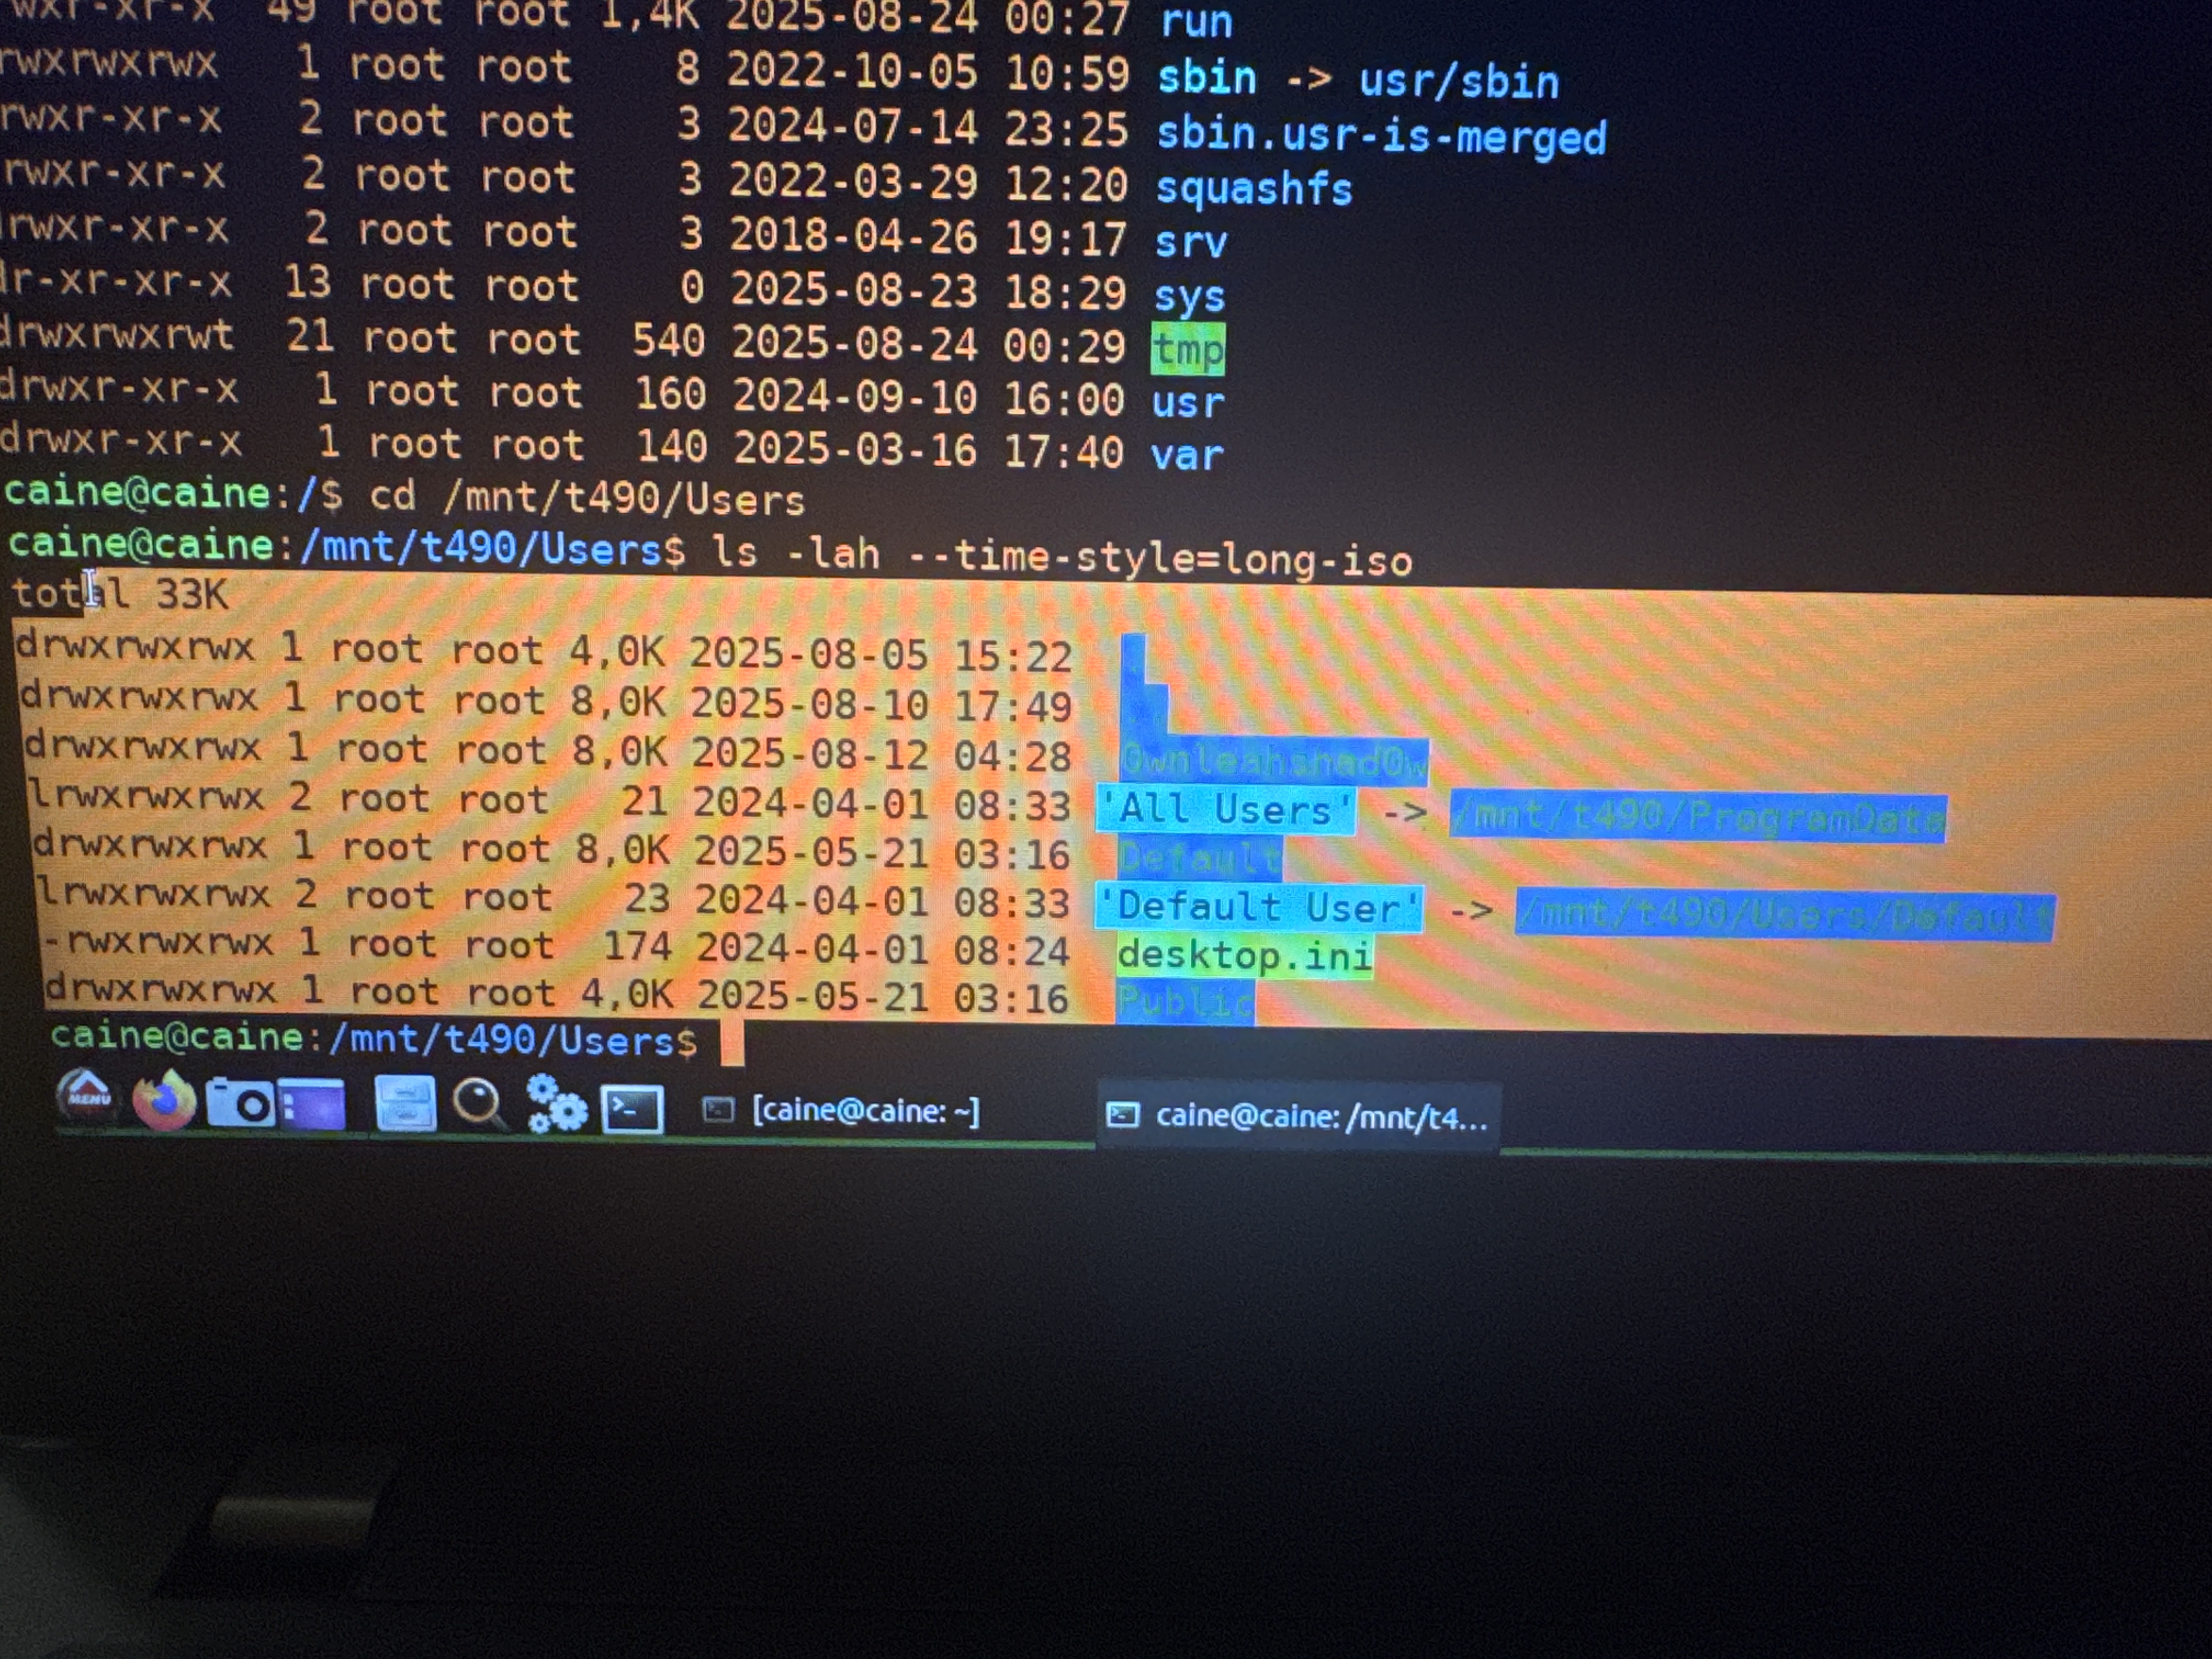 wxr-xr-x 49 root root 1,4K 2025-08-24 00:27 run
rwxrwxrwx 1 root root 8 2022-10-05 10:59 sbin -> usr/sbin
rwxr-xr-x 2 root root 3 2024-07-14 23:25 sbin.usr-is-merged
rwxr-xr-x 2 root root 3 2022-03-29 12:20 squashfs
drwxr-xr-x 2 root root 3 2018-04-26 19:17 srv
dr-xr-xr-x 13 root root 0 2025-08-23 18:29 sys
drwxrwxrwt 21 root root 540 2025-08-24 00:29 tmp
drwxr-xr-x 1 root root 160 2024-09-10 16:00 usr
drwxr-xr-x 1 root root 140 2025-03-16 17:40 var
caine@caine:/$ cd /mnt/t490/Users
caine@caine:/mnt/t490/Users$ ls -lah --time-style=long-iso
total 33K
drwxrwxrwx 1 root root 4,0K 2025-08-05 15:22
drwxrwxrwx 1 root root 8,0K 2025-08-10 17:49
drwxrwxrwx 1 root root 8,0K 2025-08-12 04:28 0wnleahshad0w
lrwxrwxrwx 2 root root 21 2024-04-01 08:33 'All Users' -> /mnt/t490/ProgramData
drwxrwxrwx 1 root root 8,0K 2025-05-21 03:16 Default
lrwxrwxrwx 2 root root 23 2024-04-01 08:33 'Default User' -> /mnt/t490/Users/Default
-rwxrwxrwx 1 root root 174 2024-04-01 08:24 desktop.ini
drwxrwxrwx 1 root root 4,0K 2025-05-21 03:16 Public
caine@caine:/mnt/t490/Users$
MENU [caine@caine: ~] caine@caine: /mnt/t4...